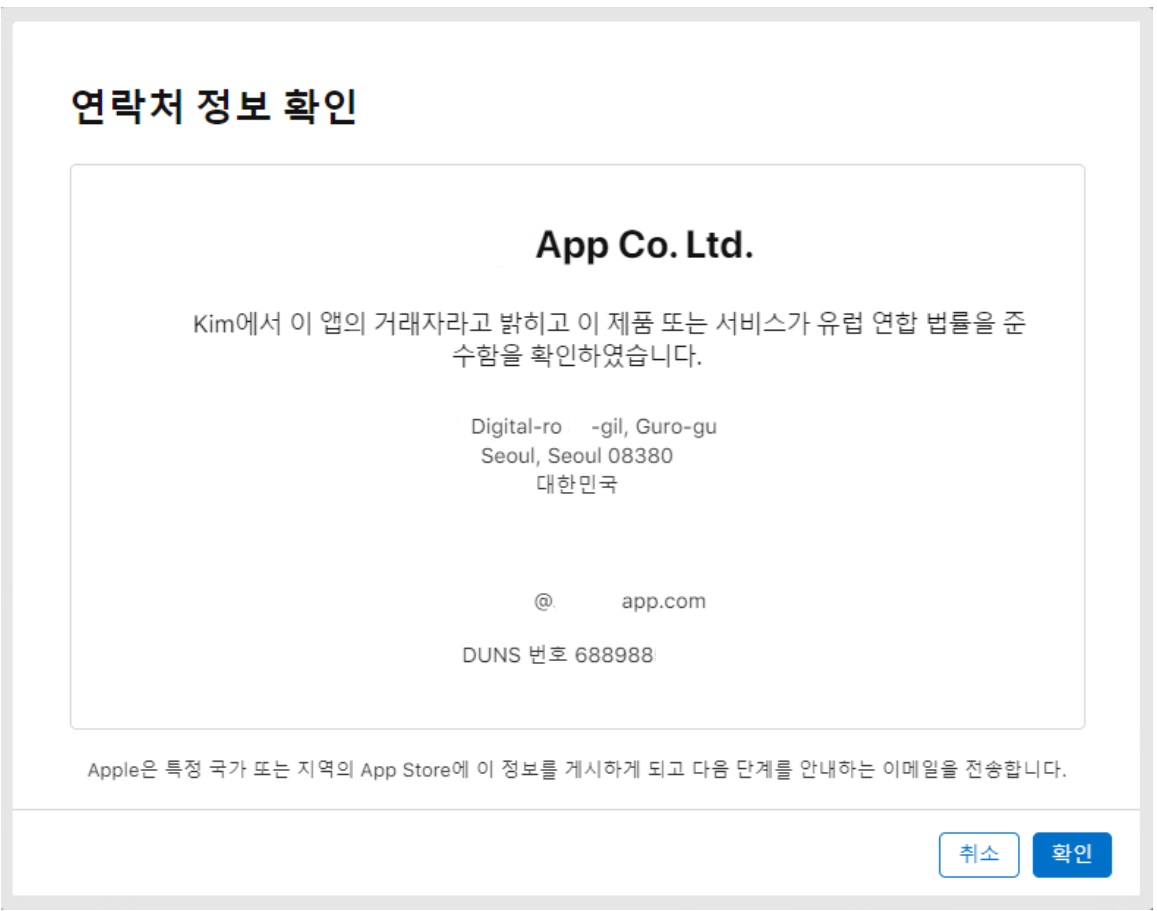 연락처 정보 확인
App Co. Ltd.
Kim에서 이 앱의 거래자라고 밝히고 이 제품 또는 서비스가 유럽 연합 법률을 준
수함을 확인하였습니다.
Digital-ro -gil, Guro-gu
Seoul, Seoul 08380
대한민국
@ app.com
DUNS 번호 688988
Apple은 특정 국가 또는 지역의 App Store에 이 정보를 게시하게 되고 다음 단계를 안내하는 이메일을 전송합니다.
취소
확인